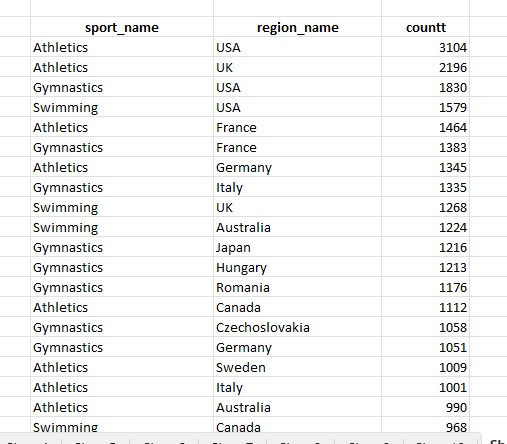 sport_name region_name countt
Athletics USA 3104
Athletics UK 2196
Gymnastics USA 1830
Swimming USA 1579
Athletics France 1464
Gymnastics France 1383
Athletics Germany 1345
Gymnastics Italy 1335
Swimming UK 1268
Swimming Australia 1224
Gymnastics Japan 1216
Gymnastics Hungary 1213
Gymnastics Romania 1176
Athletics Canada 1112
Gymnastics Czechoslovakia 1058
Gymnastics Germany 1051
Athletics Sweden 1009
Athletics Italy 1001
Athletics Australia 990
Swimming Canada 968